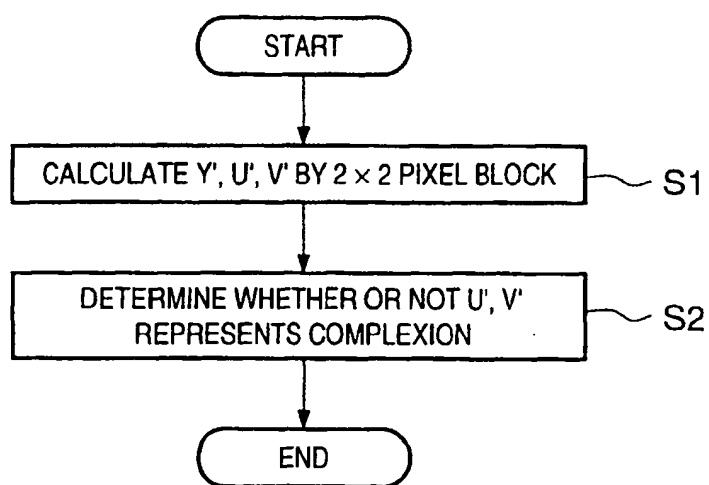 START
CALCULATE Y', U', V' BY 2 × 2 PIXEL BLOCK
S1
DETERMINE WHETHER OR NOT U', V'
REPRESENTS COMPLEXION
S2
END